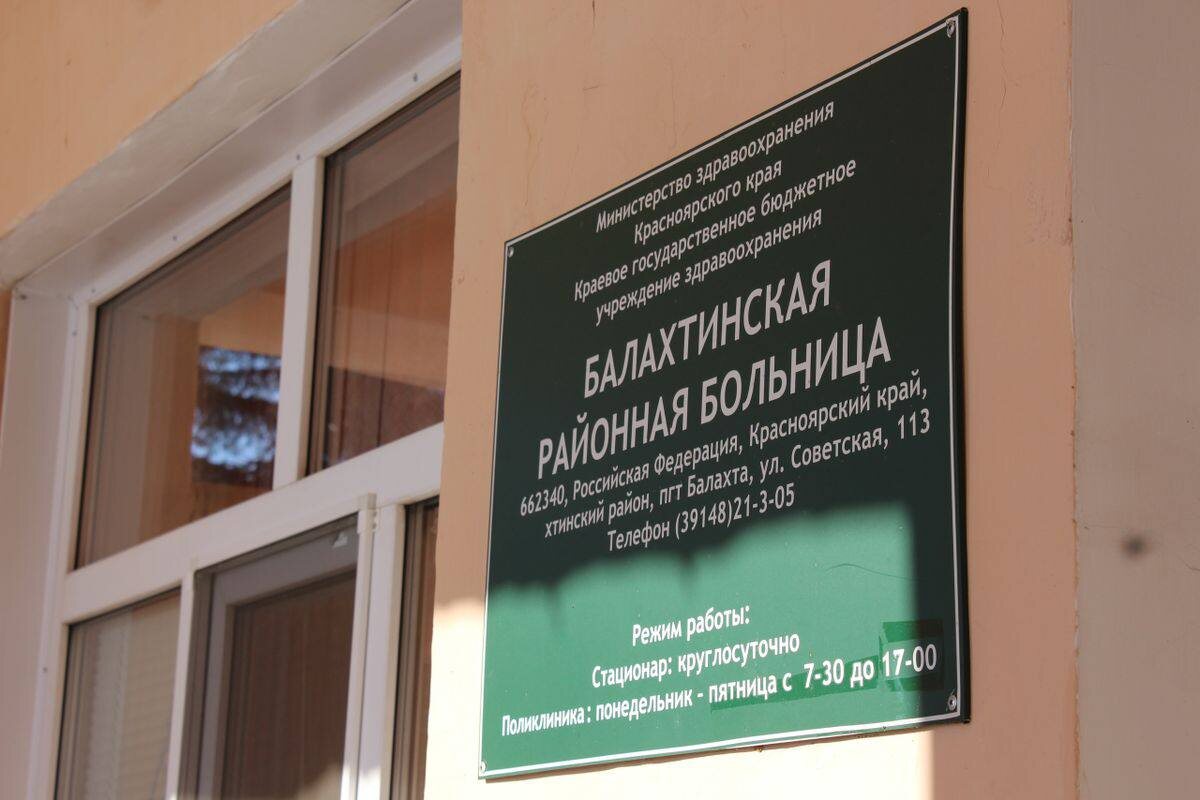 Министерство здравоохранения
Красноярского края
Краевое государственное бюджетное
учреждение здравоохранения
БАЛАХТИНСКАЯ
РАЙОННАЯ БОЛЬНИЦА
662340, Российская Федерация, Красноярский край,
хтинский район, пгт Балахта, ул. Советская, 113
Телефон (39148)21-3-05
Режим работы:
Стационар: круглосуточно
Поликлиника: понедельник - пятница с 7-30 до 17-00